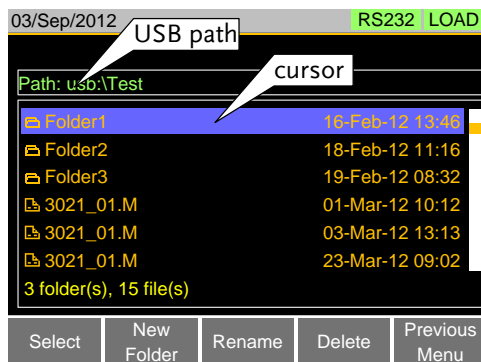 03/Sep/2012 RS232 LOAD
USB path
cursor
Path: usb:\Test
Folder1 16-Feb-12 13:46
Folder2 18-Feb-12 11:16
Folder3 19-Feb-12 08:32
3021_01.M 01-Mar-12 10:12
3021_01.M 03-Mar-12 13:13
3021_01.M 23-Mar-12 09:02
3 folder(s), 15 file(s)
Select New Folder Rename Delete Previous Menu